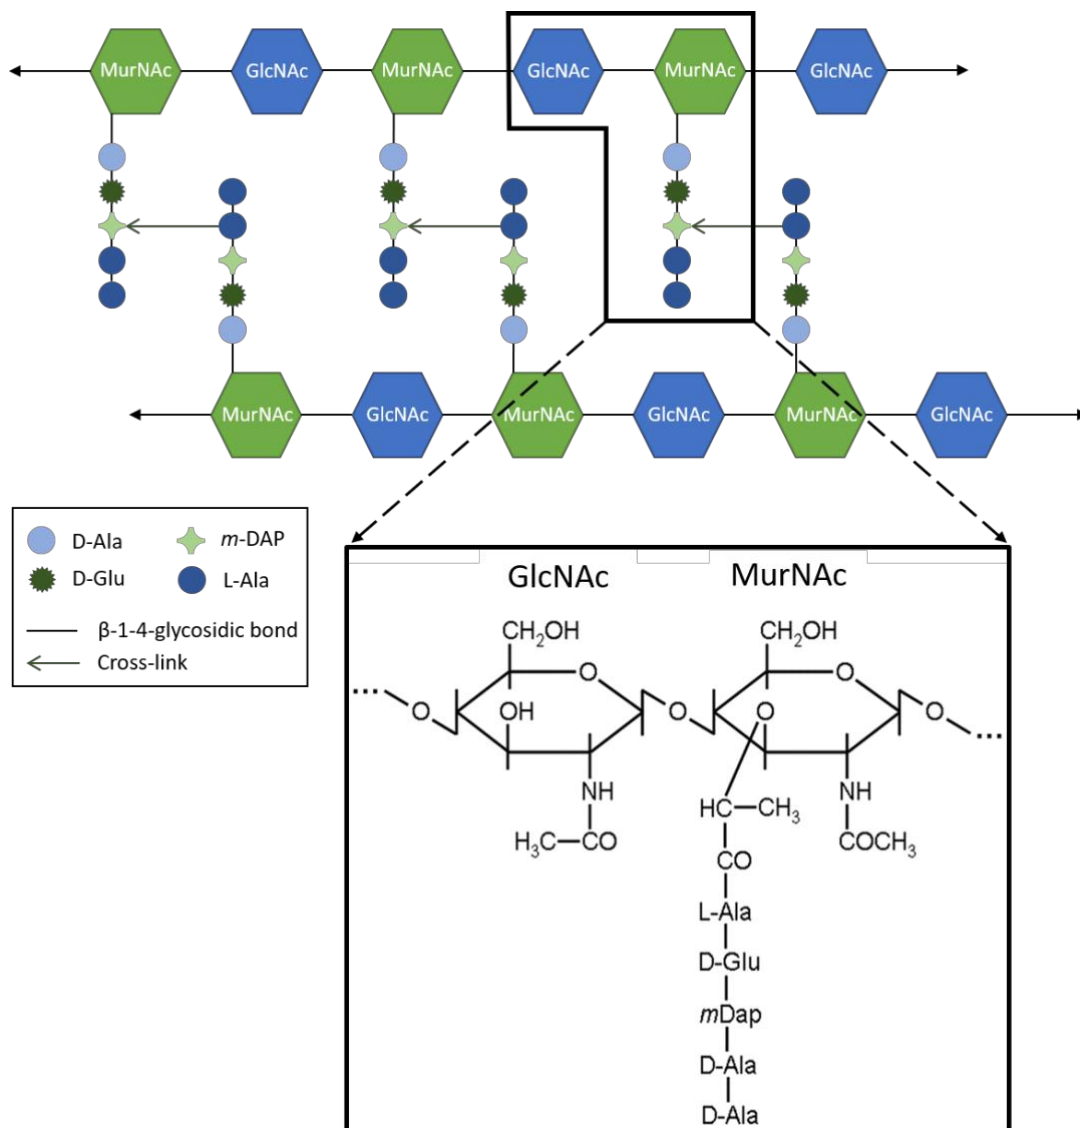 MurNAc GlcNAc MurNAc GlcNAc MurNAc GlcNAc
MurNAc GlcNAc MurNAc GlcNAc MurNAc GlcNAc
D-Ala m-DAP
D-Glu L-Ala
β-1-4-glycosidic bond
Cross-link
GlcNAc MurNAc
CH₂OH CH₂OH
O O
O OH O O O
NH HC—CH₃ NH
H₃C—CO CO COCH₃
L-Ala
D-Glu
mDap
D-Ala
D-Ala